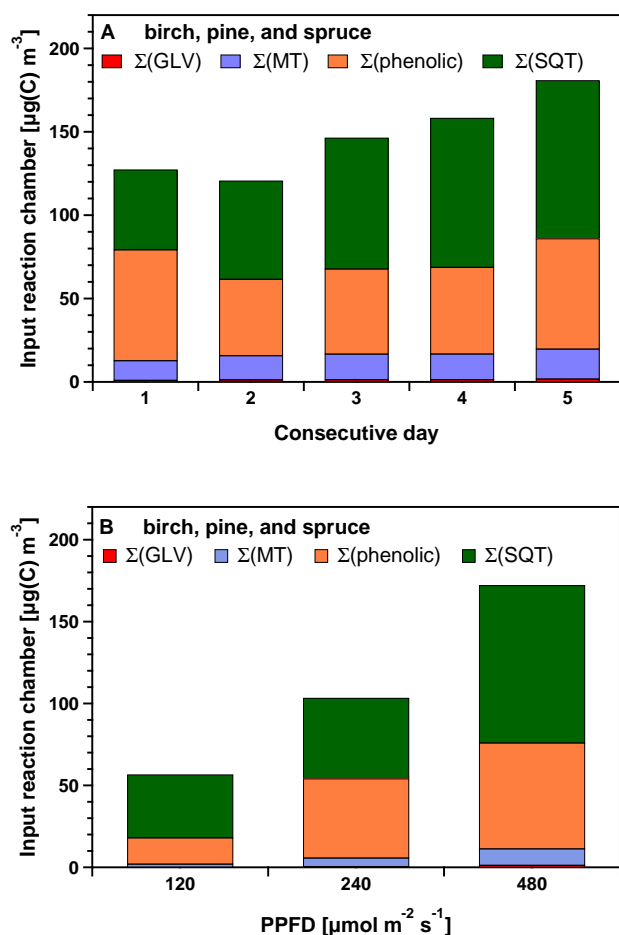 A birch, pine, and spruce
Σ(GLV) Σ(MT) Σ(phenolic) Σ(SQT)
Input reaction chamber [µg(C) m⁻³]
200
150
100
50
0
1 2 3 4 5
Consecutive day
B birch, pine, and spruce
Σ(GLV) Σ(MT) Σ(phenolic) Σ(SQT)
Input reaction chamber [µg(C) m⁻³]
200
150
100
50
0
120 240 480
PPFD [µmol m⁻² s⁻¹]